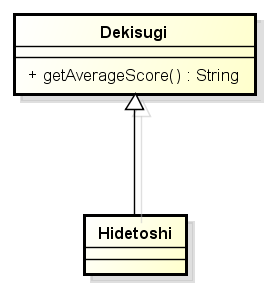 Dekisugi
+ getAverageScore() : String
Hidetoshi